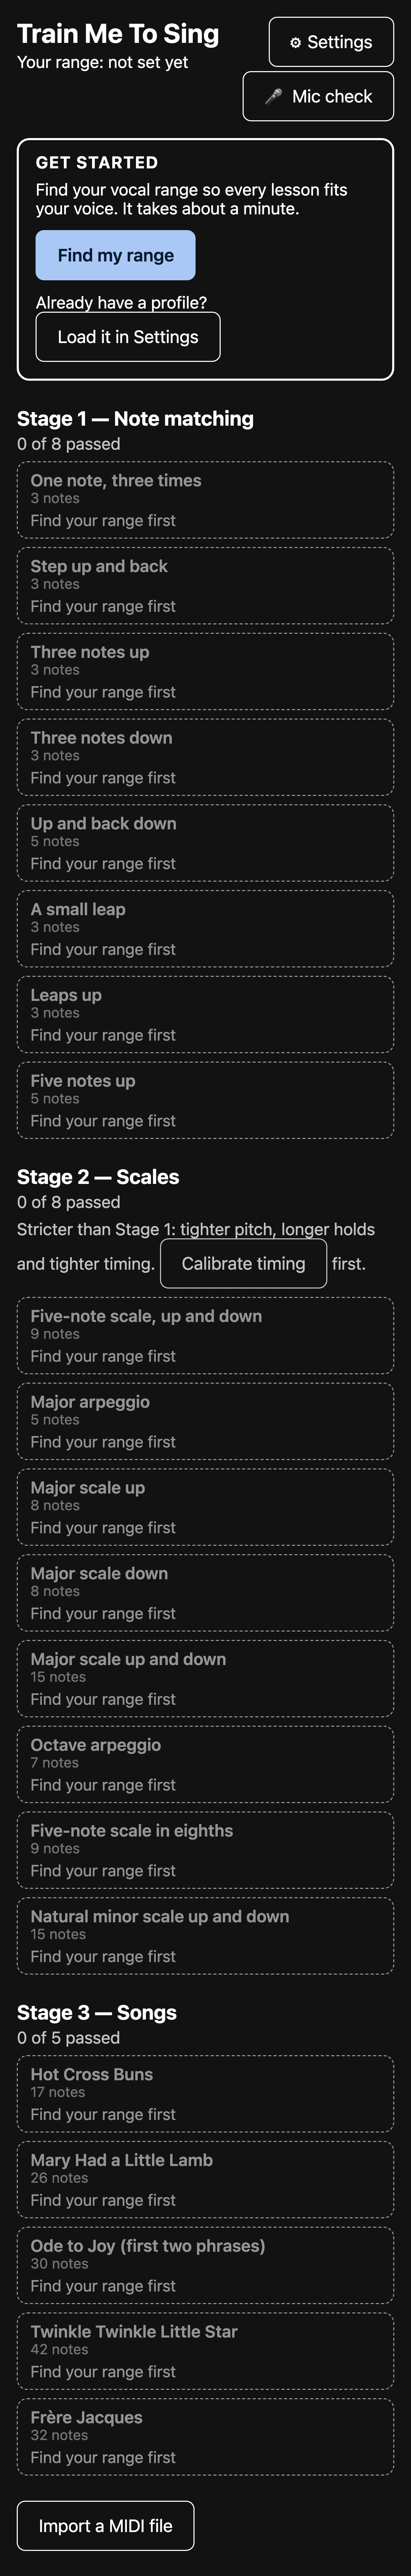 Train Me To Sing
Your range: not set yet
⚙ Settings
🎤 Mic check
GET STARTED
Find your vocal range so every lesson fits
your voice. It takes about a minute.
Find my range
Already have a profile?
Load it in Settings
Stage 1 — Note matching
0 of 8 passed
One note, three times
3 notes
Find your range first
Step up and back
3 notes
Find your range first
Three notes up
3 notes
Find your range first
Three notes down
3 notes
Find your range first
Up and back down
5 notes
Find your range first
A small leap
3 notes
Find your range first
Leaps up
3 notes
Find your range first
Five notes up
5 notes
Find your range first
Stage 2 — Scales
0 of 8 passed
Stricter than Stage 1: tighter pitch, longer holds
and tighter timing. Calibrate timing first.
Five-note scale, up and down
9 notes
Find your range first
Major arpeggio
5 notes
Find your range first
Major scale up
8 notes
Find your range first
Major scale down
8 notes
Find your range first
Major scale up and down
15 notes
Find your range first
Octave arpeggio
7 notes
Find your range first
Five-note scale in eighths
9 notes
Find your range first
Natural minor scale up and down
15 notes
Find your range first
Stage 3 — Songs
0 of 5 passed
Hot Cross Buns
17 notes
Find your range first
Mary Had a Little Lamb
26 notes
Find your range first
Ode to Joy (first two phrases)
30 notes
Find your range first
Twinkle Twinkle Little Star
42 notes
Find your range first
Frère Jacques
32 notes
Find your range first
Import a MIDI file